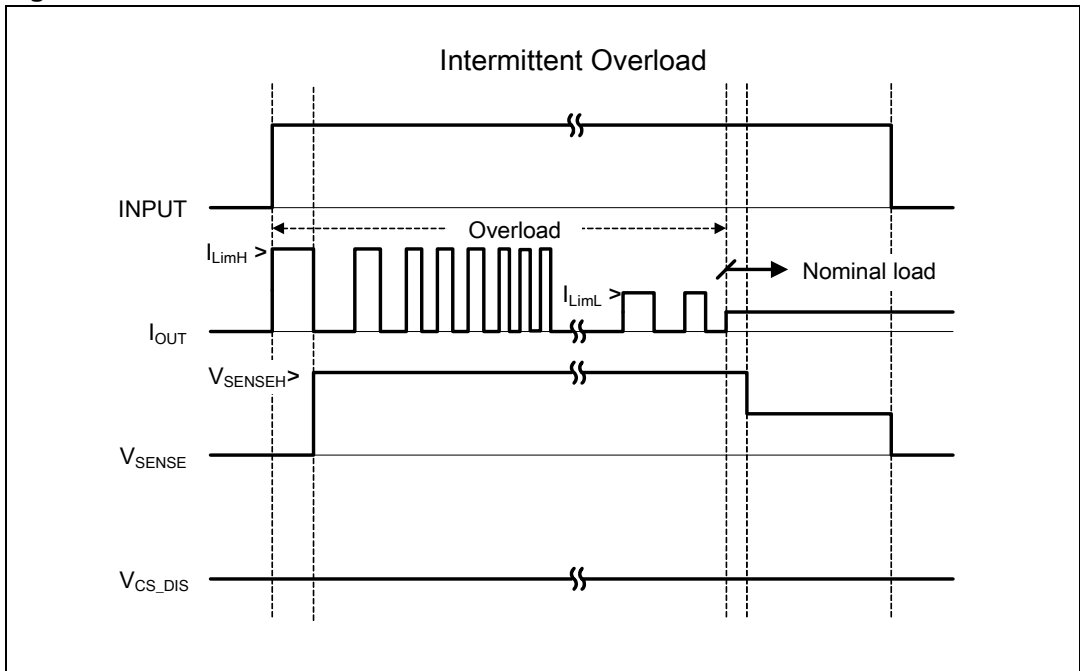 Intermittent Overload
INPUT
Overload
I_LimH >
Nominal load
I_LimL >
I_OUT
V_SENSEH>
V_SENSE
V_CS_DIS